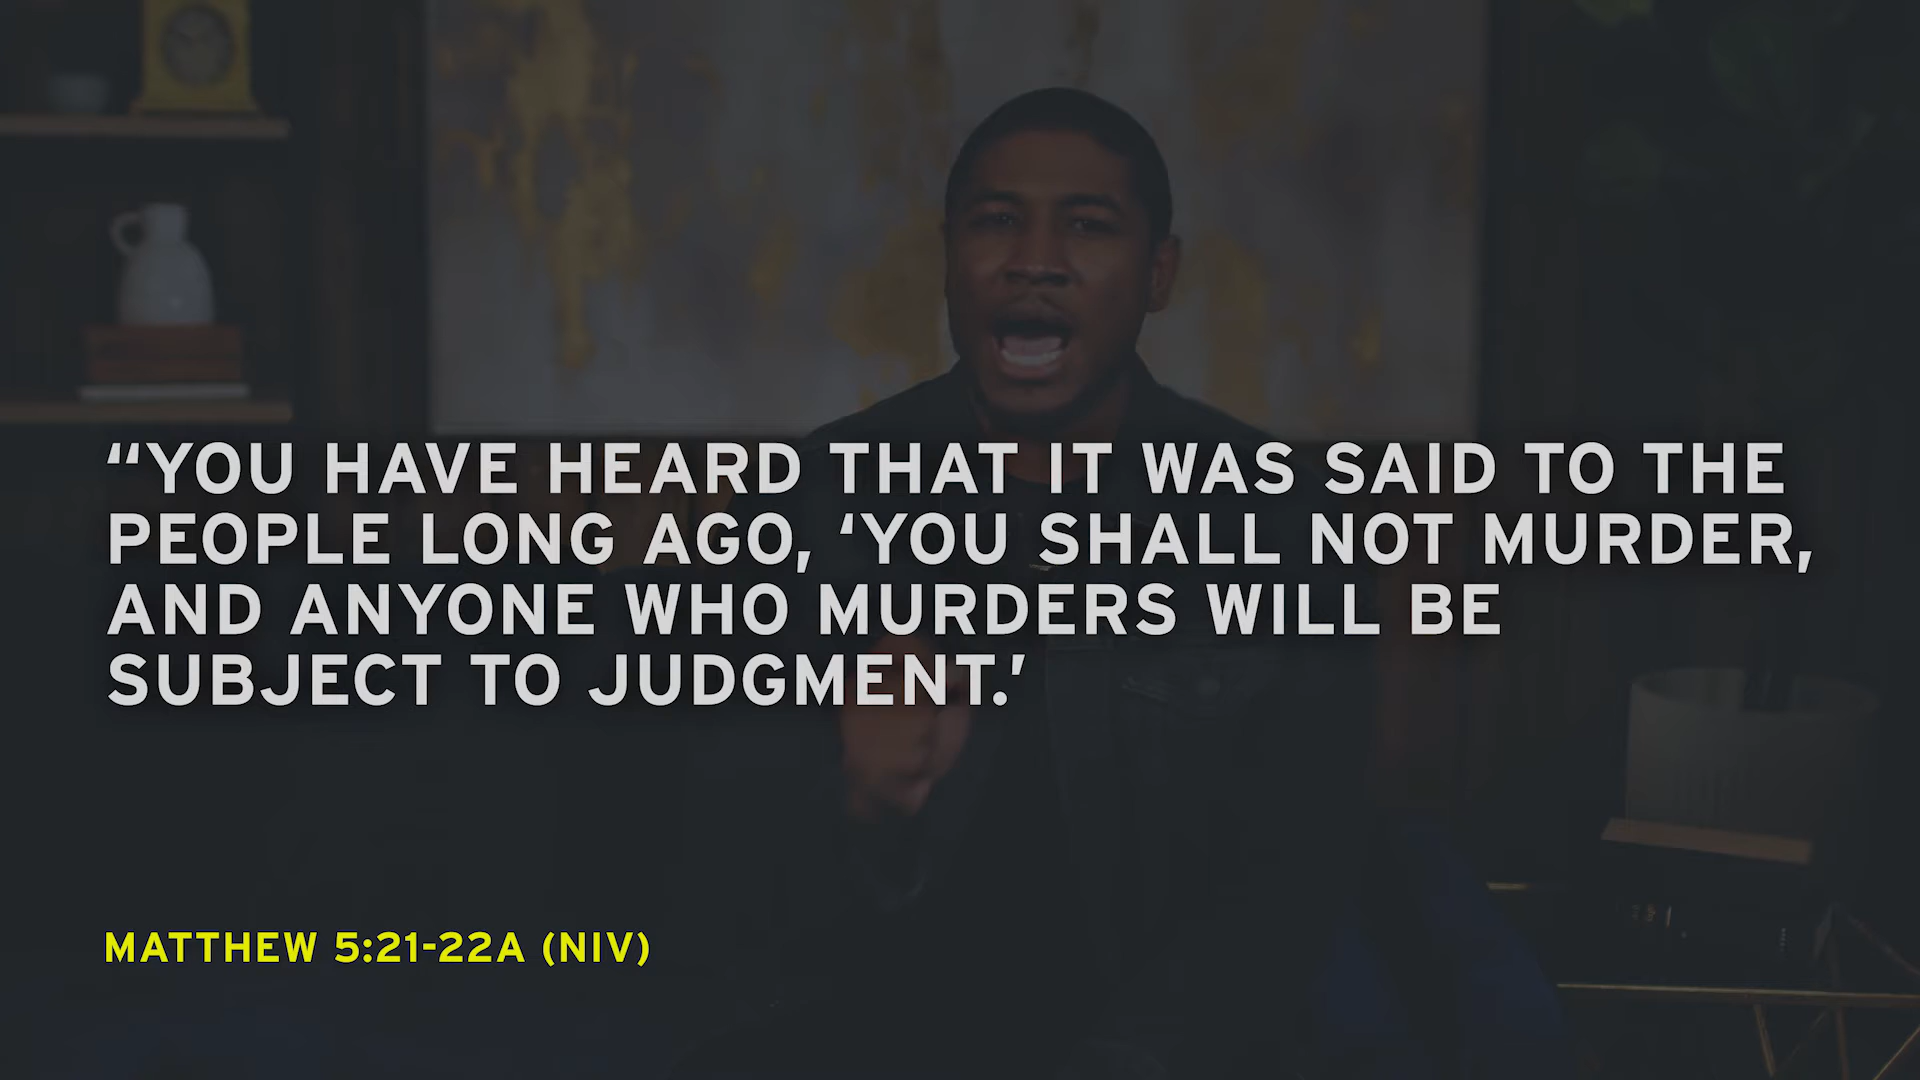 “YOU HAVE HEARD THAT IT WAS SAID TO THE
PEOPLE LONG AGO, ‘YOU SHALL NOT MURDER,
AND ANYONE WHO MURDERS WILL BE
SUBJECT TO JUDGMENT.’
MATTHEW 5:21-22A (NIV)